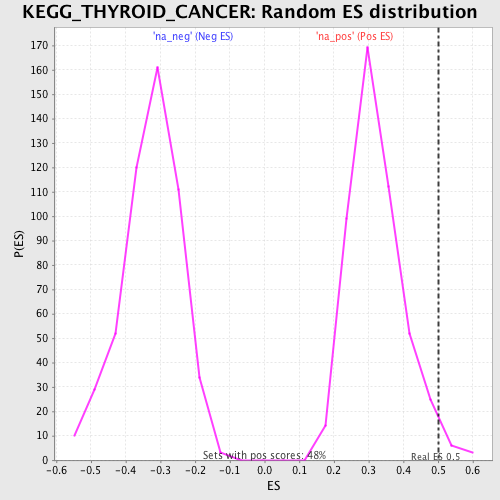 KEGG_THYROID_CANCER: Random ES distribution
'na_neg' (Neg ES) 'na_pos' (Pos ES)
170
160
150
140
130
120
110
100
90
80
70
60
50
40
30
20
10
0
P(ES)
Sets with pos scores: 48%
Real ES 0.5
-0.6 -0.5 -0.4 -0.3 -0.2 -0.1 0.0 0.1 0.2 0.3 0.4 0.5 0.6
ES